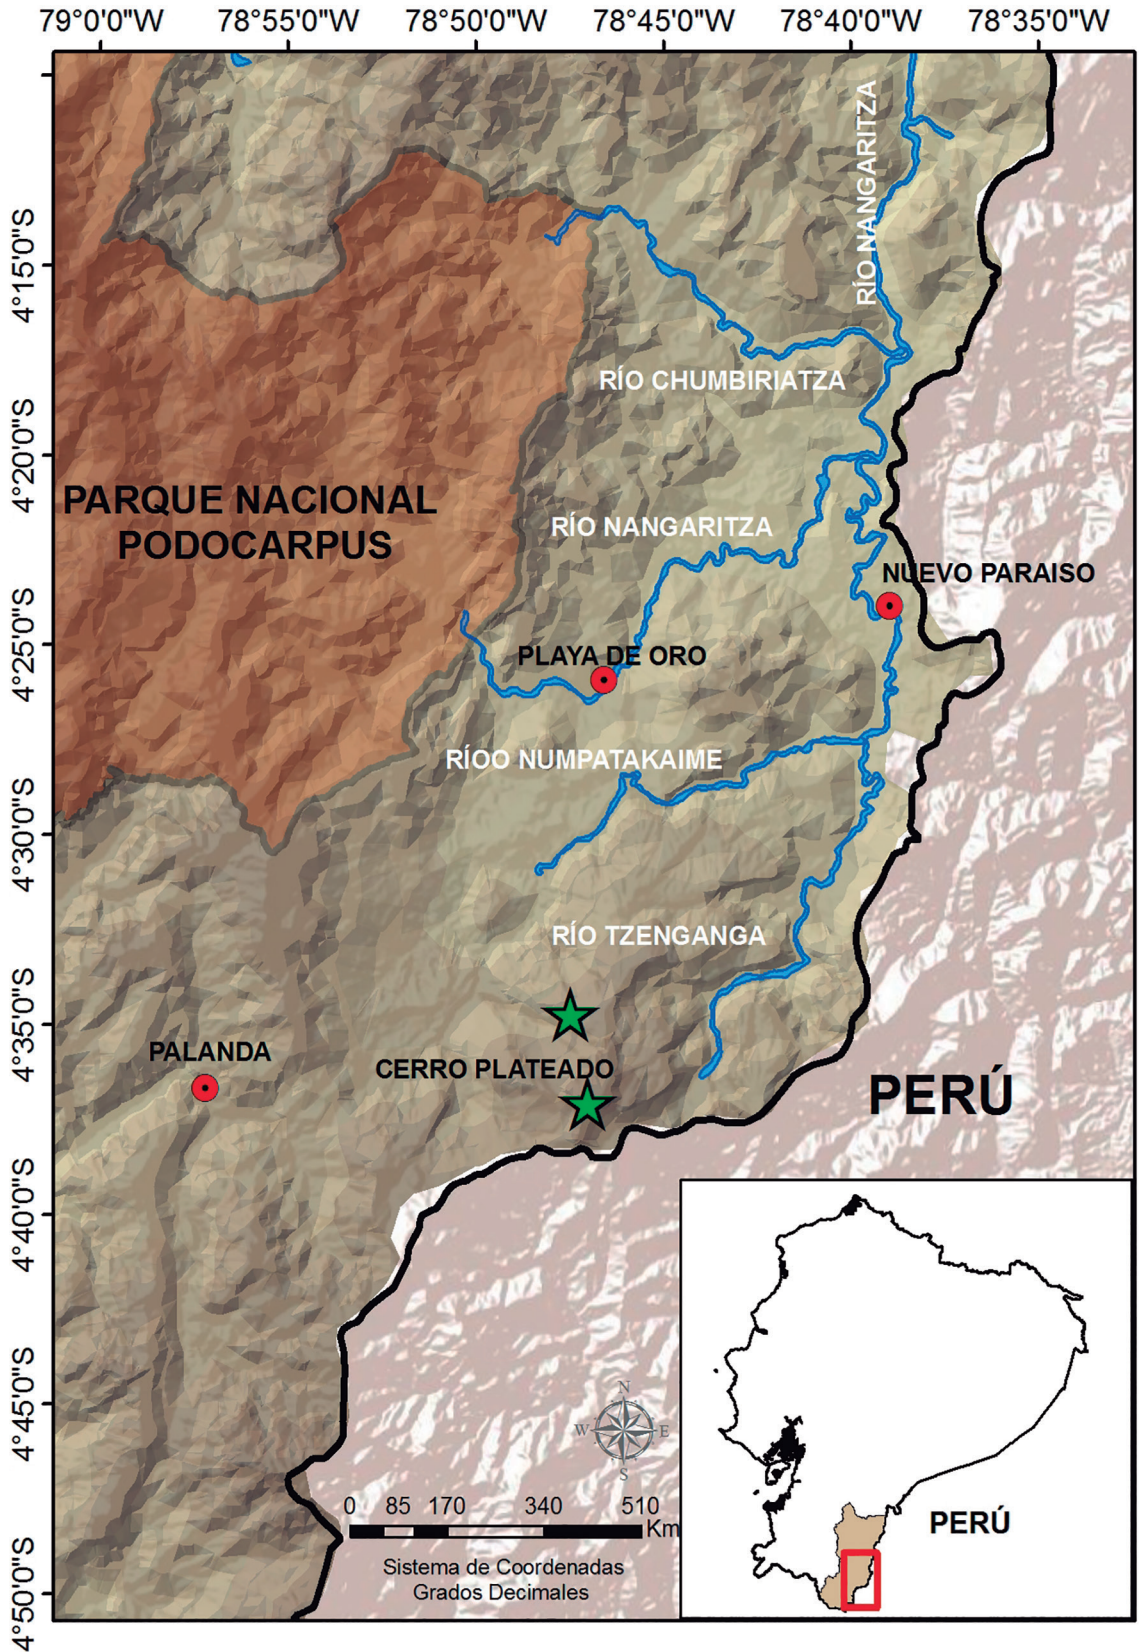 79°0'0"W 78°55'0"W 78°50'0"W 78°45'0"W 78°40'0"W 78°35'0"W
4°15'0"S
4°20'0"S
4°25'0"S
4°30'0"S
4°35'0"S
4°40'0"S
4°45'0"S
4°50'0"S
RÍO NANGARITZA
RÍO CHUMBIRIATZA
PARQUE NACIONAL
PODOCARPUS
RÍO NANGARITZA
NUEVO PARAISO
PLAYA DE ORO
RÍOO NUMPATAKAIME
RÍO TZENGANGA
PALANDA
CERRO PLATEADO
PERÚ
N
W E
S
0 85 170 340 510
Km
Sistema de Coordenadas
Grados Decimales
PERÚ